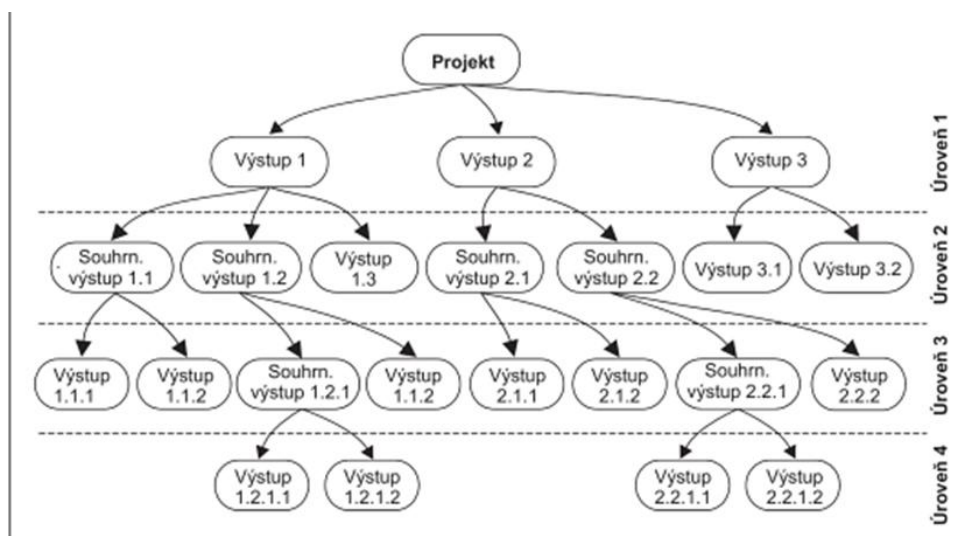 Projekt
Výstup 1
Výstup 2
Výstup 3
Úroveň 1
Souhrn.
výstup 1.1
Souhrn.
výstup 1.2
Výstup
1.3
Souhrn.
výstup 2.1
Souhrn.
výstup 2.2
Výstup 3.1
Výstup 3.2
Úroveň 2
Výstup
1.1.1
Výstup
1.1.2
Souhrn.
výstup 1.2.1
Výstup
1.1.2
Výstup
2.1.1
Výstup
2.1.2
Souhrn.
výstup 2.2.1
Výstup
2.2.2
Úroveň 3
Výstup
1.2.1.1
Výstup
1.2.1.2
Výstup
2.2.1.1
Výstup
2.2.1.2
Úroveň 4